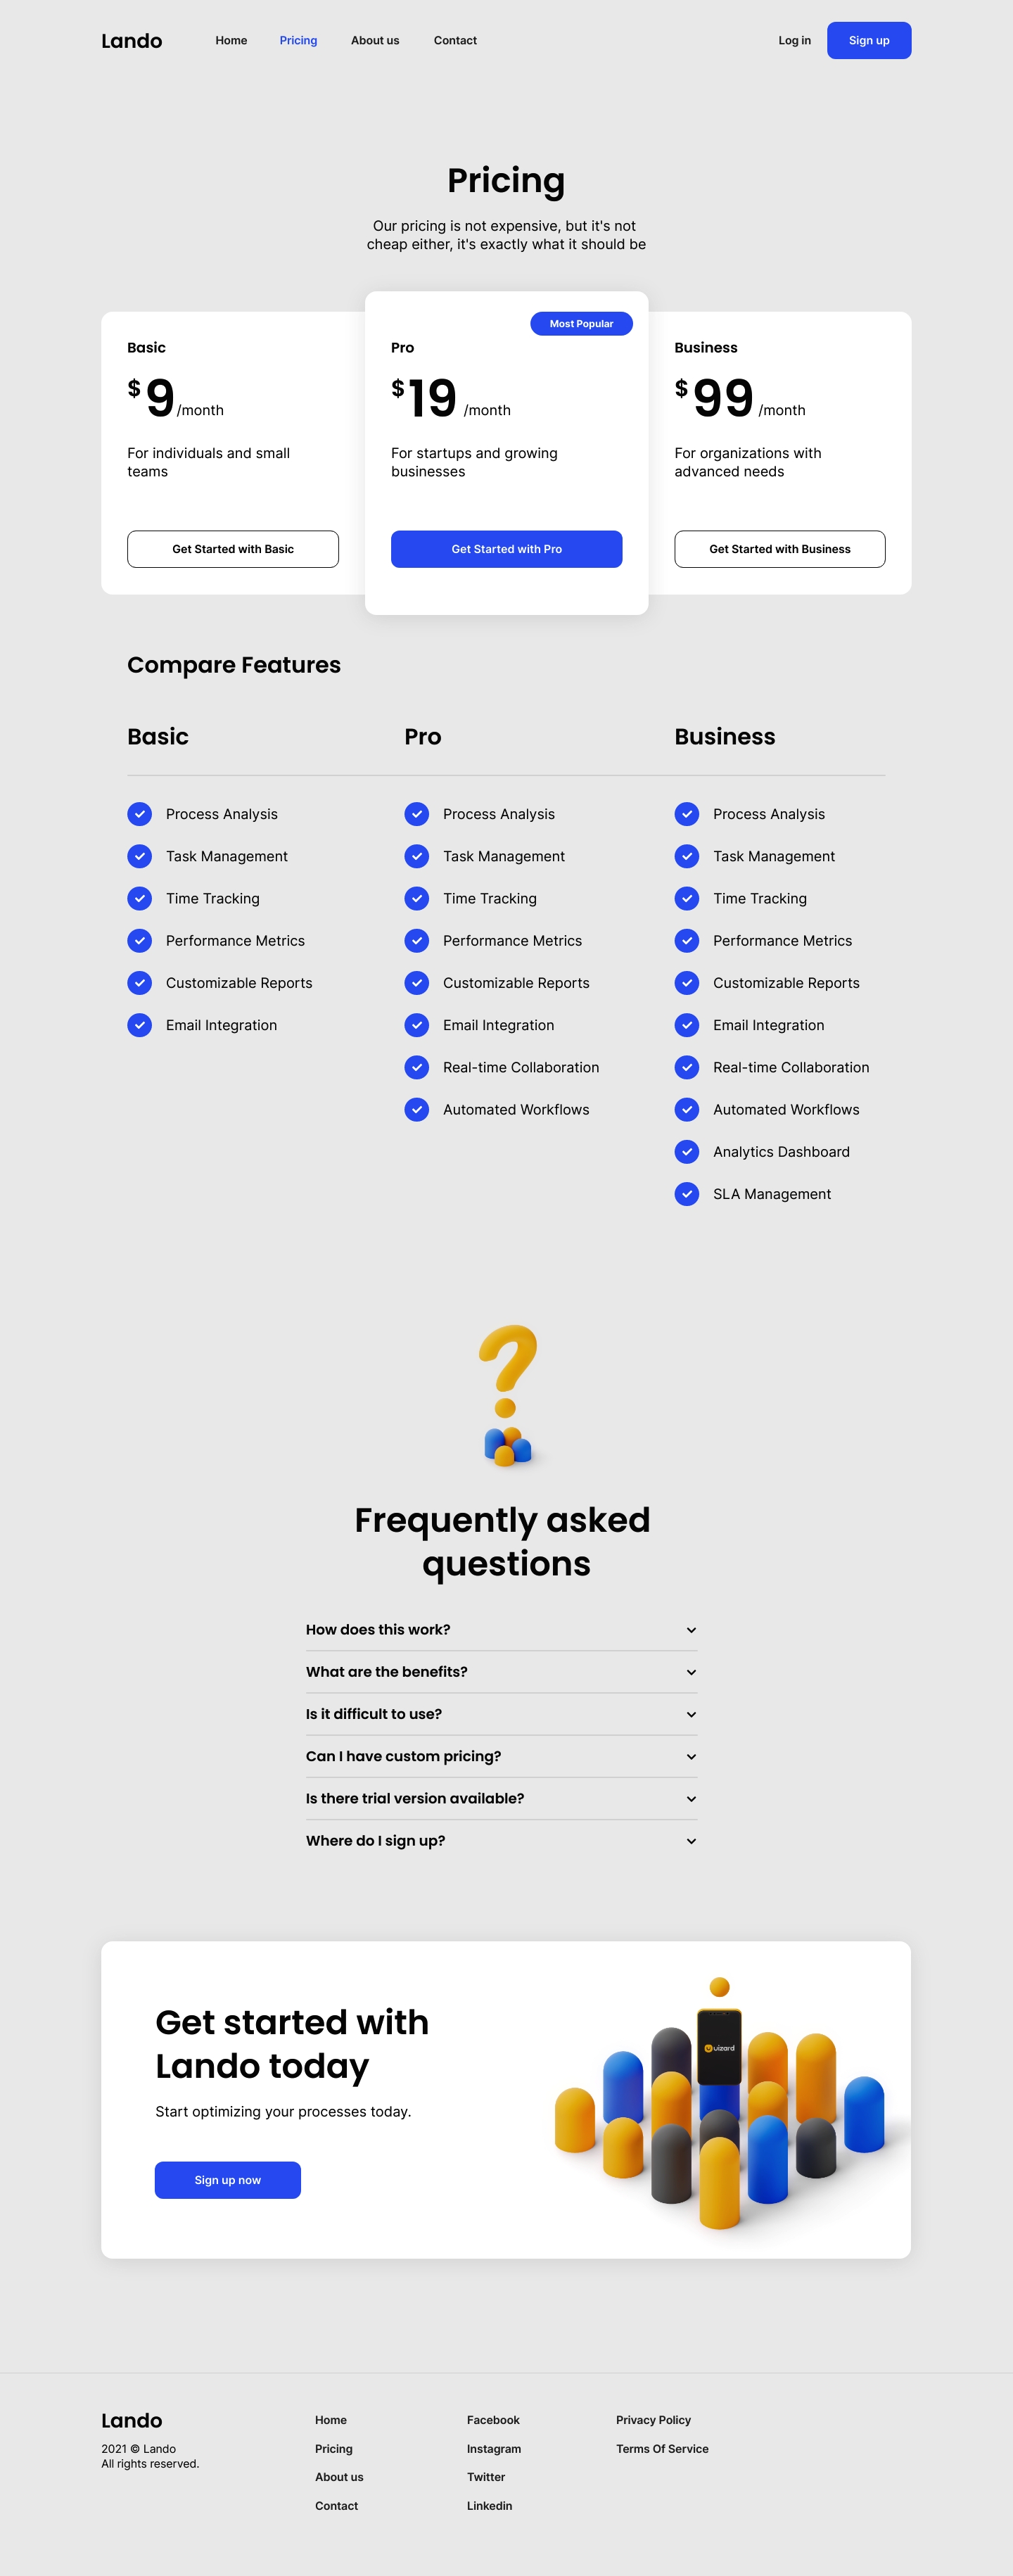 Lando
Home
Pricing
About us
Contact
Log in
Sign up
Pricing
Our pricing is not expensive, but it's not
cheap either, it's exactly what it should be
Basic
$9/month
For individuals and small
teams
Get Started with Basic
Most Popular
Pro
$19 /month
For startups and growing
businesses
Get Started with Pro
Business
$99 /month
For organizations with
advanced needs
Get Started with Business
Compare Features
Basic
Process Analysis
Task Management
Time Tracking
Performance Metrics
Customizable Reports
Email Integration
Pro
Process Analysis
Task Management
Time Tracking
Performance Metrics
Customizable Reports
Email Integration
Real-time Collaboration
Automated Workflows
Business
Process Analysis
Task Management
Time Tracking
Performance Metrics
Customizable Reports
Email Integration
Real-time Collaboration
Automated Workflows
Analytics Dashboard
SLA Management
?
Frequently asked
questions
How does this work?
What are the benefits?
Is it difficult to use?
Can I have custom pricing?
Is there trial version available?
Where do I sign up?
Get started with
Lando today
Start optimizing your processes today.
Sign up now
uizard
Lando
2021 © Lando
All rights reserved.
Home
Pricing
About us
Contact
Facebook
Instagram
Twitter
Linkedin
Privacy Policy
Terms Of Service